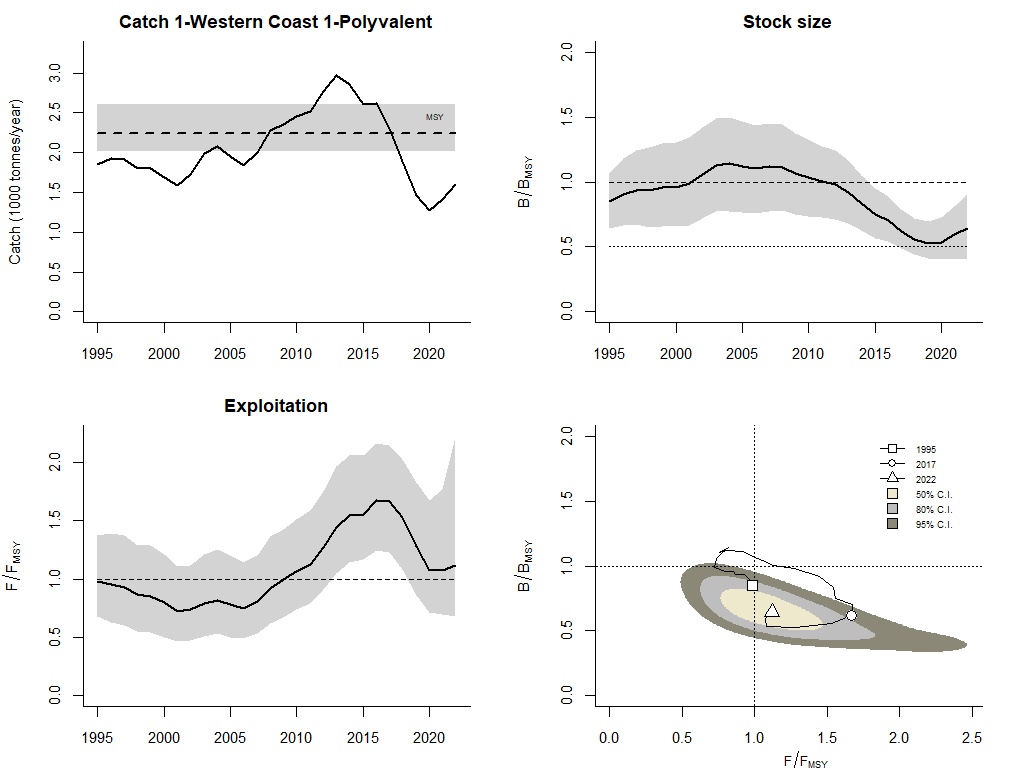 Catch 1-Western Coast 1-Polyvalent
Catch (1000 tonnes/year)
3.0
2.5
2.0
1.5
1.0
0.5
0.0
MSY
1995 2000 2005 2010 2015 2020
Stock size
B/BMSY
2.0
1.5
1.0
0.5
0.0
1995 2000 2005 2010 2015 2020
Exploitation
F/FMSY
2.0
1.5
1.0
0.5
0.0
1995 2000 2005 2010 2015 2020
B/BMSY
2.0
1.5
1.0
0.5
0.0
1995
2017
2022
50% C.I.
80% C.I.
95% C.I.
0.0 0.5 1.0 1.5 2.0 2.5
F/FMSY